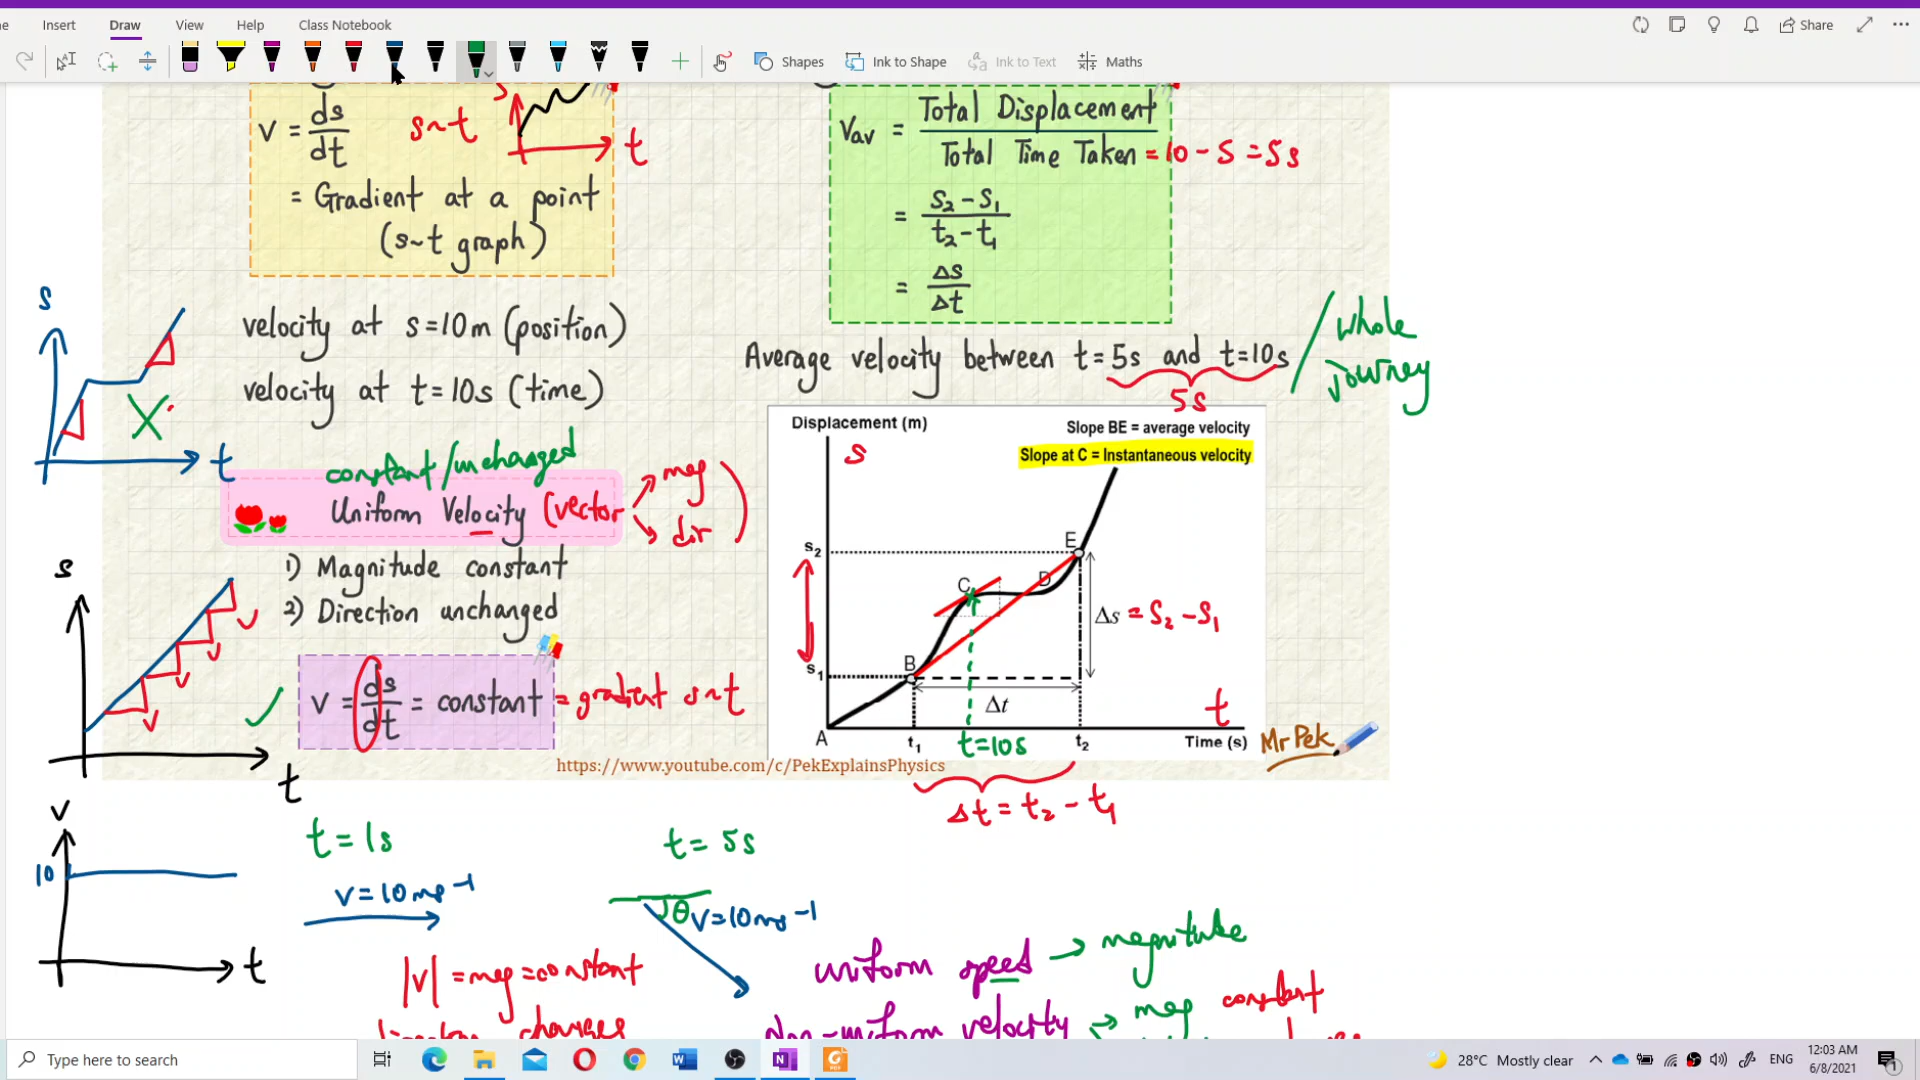 Insert Draw View Help Class Notebook Share
Shapes Ink to Shape Ink to Text Maths
v = ds/dt s~t s t
= Gradient at a point
(s~t graph)
Vav = Total Displacement / Total Time Taken = 10 - 5 = 5s
= S₂ - S₁ / t₂ - t₁
= Δs / Δt
velocity at s=10m (position)
velocity at t=10s (time)
s
X
t
Average velocity between t=5s and t=10s / whole journey
5s
constant/unchanged
Uniform Velocity (vector mag dir)
1) Magnitude constant
2) Direction unchanged
v = ds/dt = constant = gradient s~t
s
t
Displacement (m)
s
Slope BE = average velocity
Slope at C = Instantaneous velocity
s₂
E
C
D
Δs = S₂ - S₁
s₁
B
Δt
t
A
t₁
t=10s
t₂
Time (s)
Mr Pek
https://www.youtube.com/c/PekExplainsPhysics
Δt = t₂ - t₁
v
10
t
t = 1s
v = 10ms⁻¹
t = 5s
θ
v=10ms⁻¹
|v| = mag = constant
changes
uniform speed → magnitude
Non-uniform velocity → mag constant
Type here to search
28°C Mostly clear
ENG
12:03 AM
6/8/2021
1